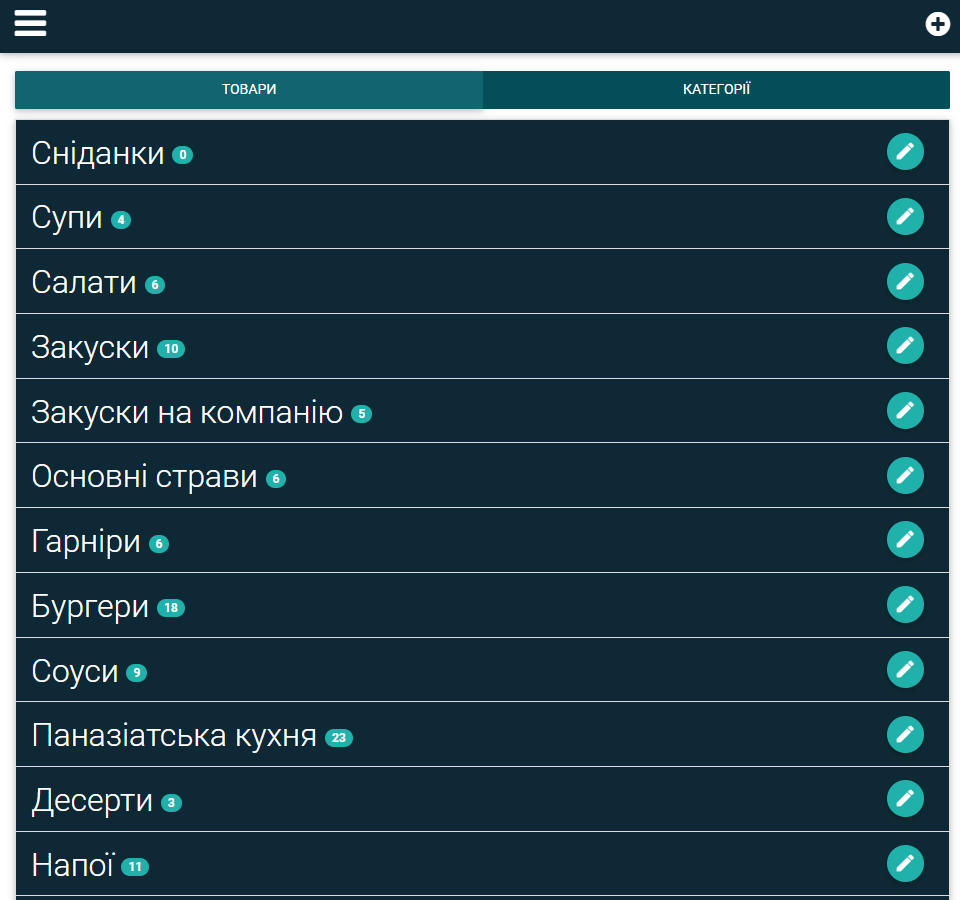 ТОВАРИ
КАТЕГОРІЇ
Сніданки 0
Супи 4
Салати 6
Закуски 10
Закуски на компанію 5
Основні страви 6
Гарніри 6
Бургери 18
Соуси 9
Паназіатська кухня 23
Десерти 3
Напої 11